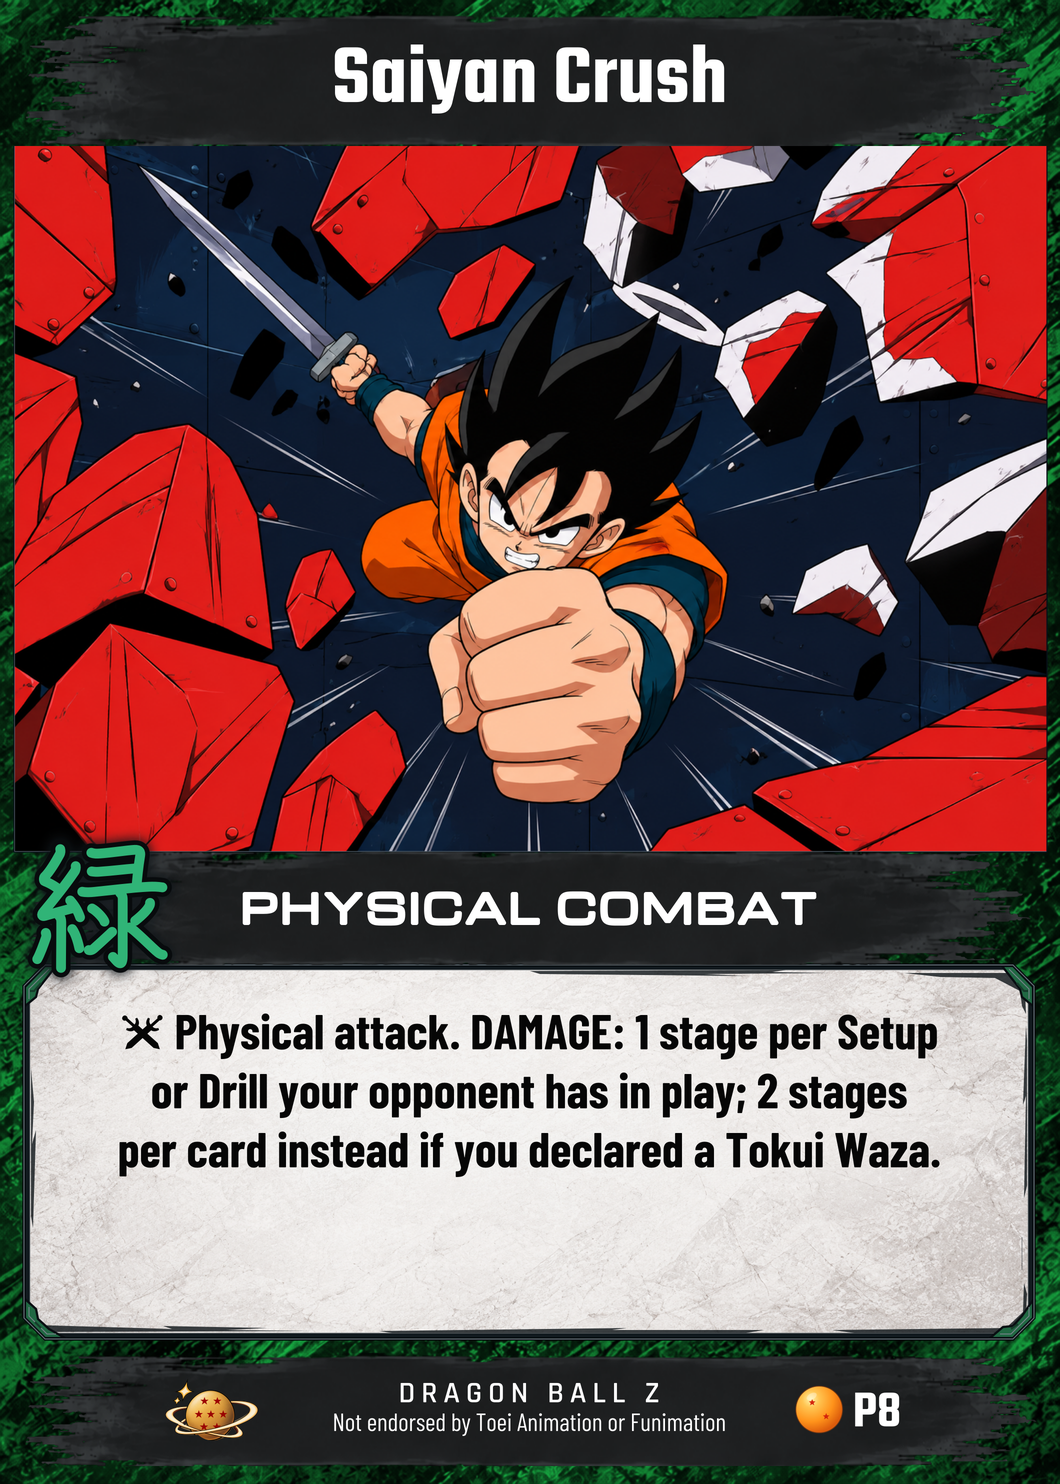 Saiyan Crush
緑
PHYSICAL COMBAT
Physical attack. DAMAGE: 1 stage per Setup
or Drill your opponent has in play; 2 stages
per card instead if you declared a Tokui Waza.
DRAGON BALL Z
Not endorsed by Toei Animation or Funimation
P8